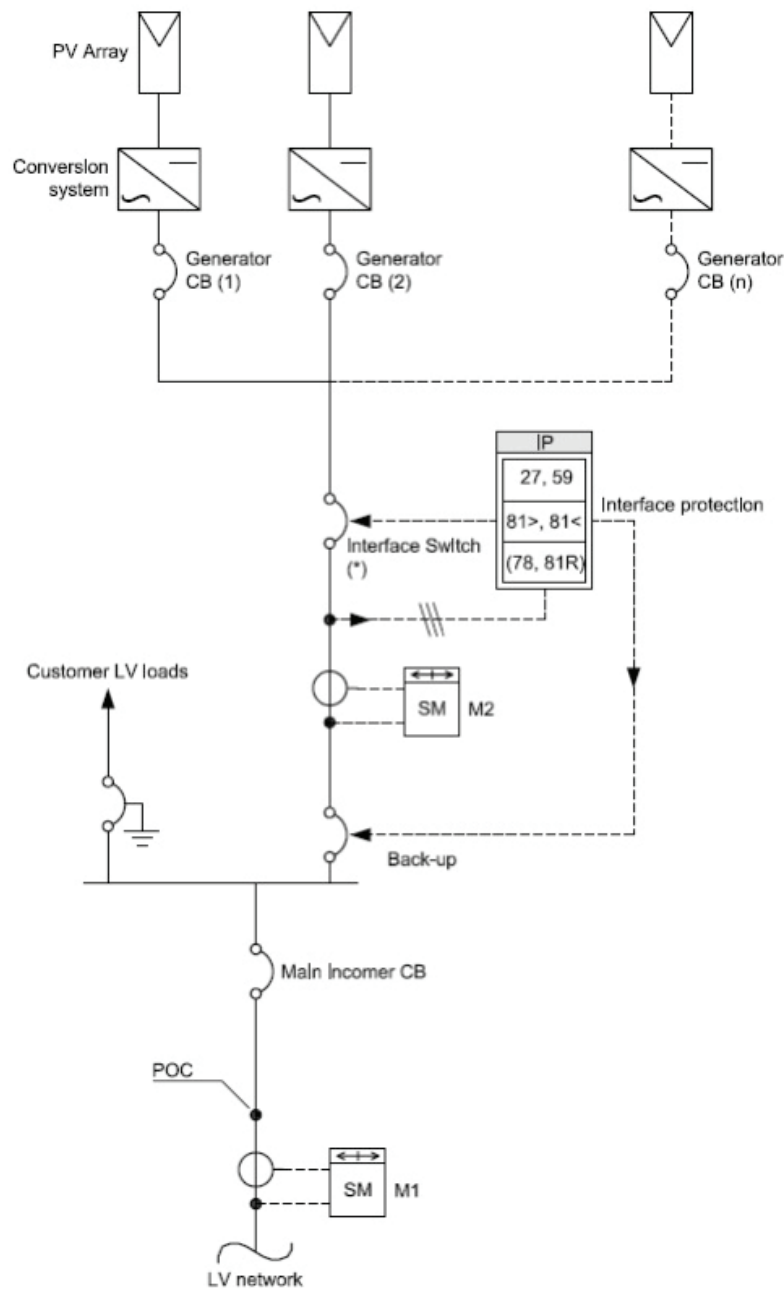 PV Array
Conversion
system
Generator
CB (1)
Generator
CB (2)
Generator
CB (n)
IP
27, 59
81>, 81<
(78, 81R)
Interface protection
Interface Switch
(*)
Customer LV loads
SM
M2
Back-up
Main Incomer CB
POC
SM
M1
LV network